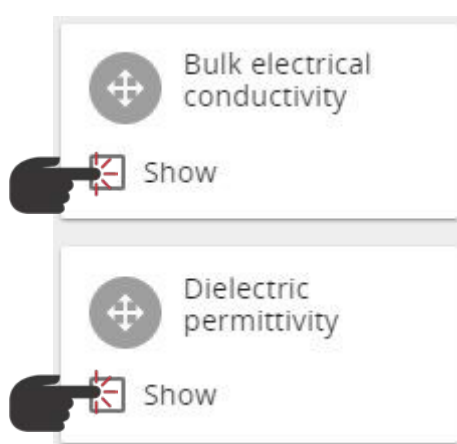 Bulk electrical
conductivity
Show
Dielectric
permittivity
Show